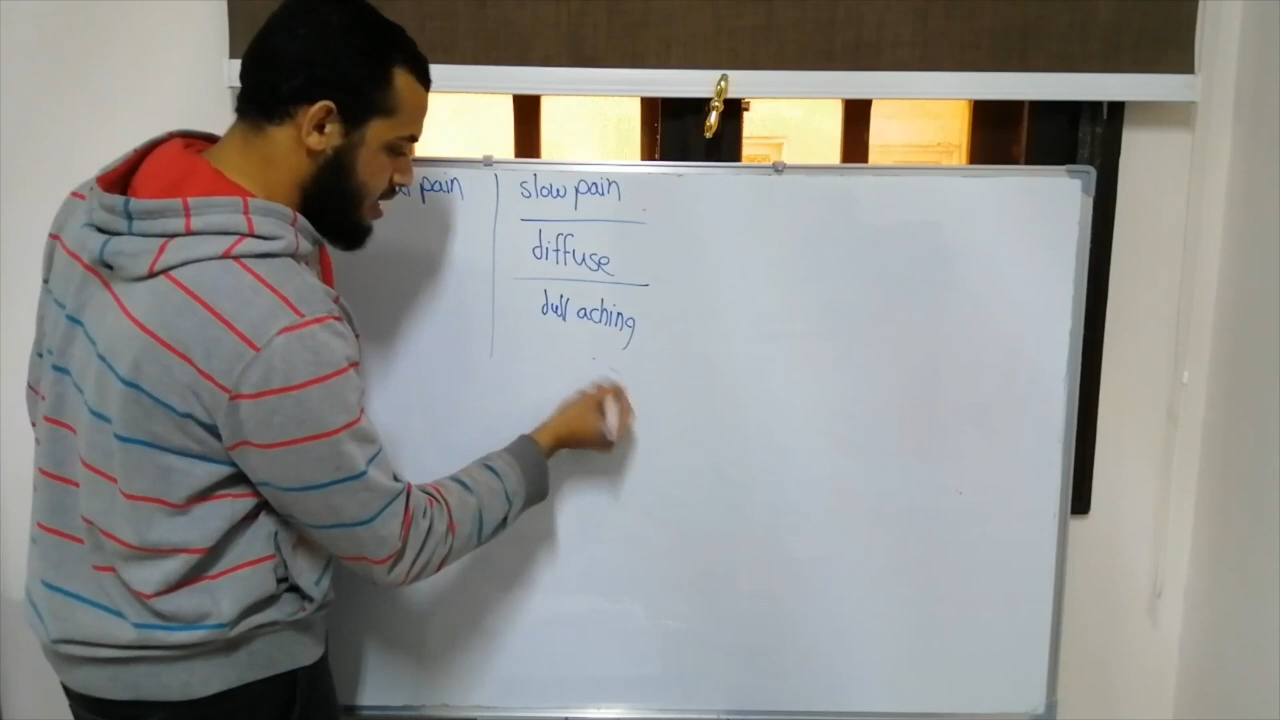 pain
slow pain
diffuse
dull aching